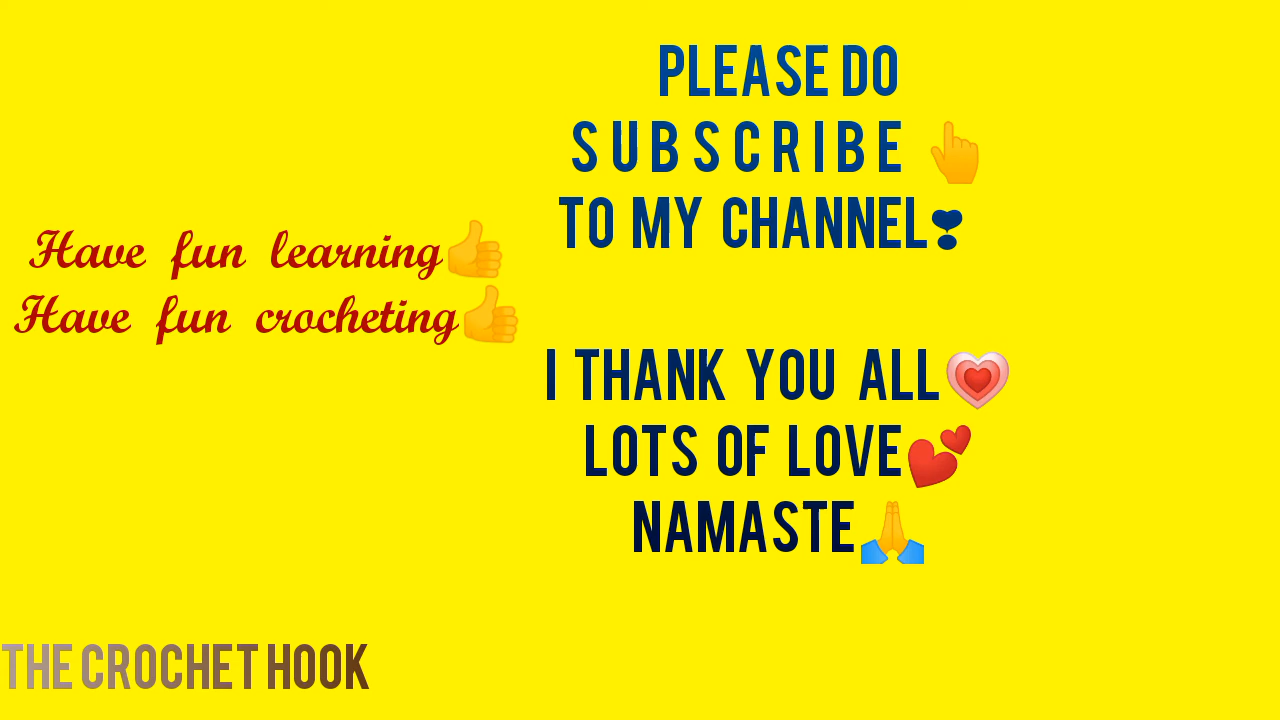 Have fun learning👍
Have fun crocheting👍
PLEASE DO
SUBSCRIBE 👆
TO MY CHANNEL❣
I THANK YOU ALL💗
LOTS OF LOVE💕
NAMASTE🙏
THE CROCHET HOOK